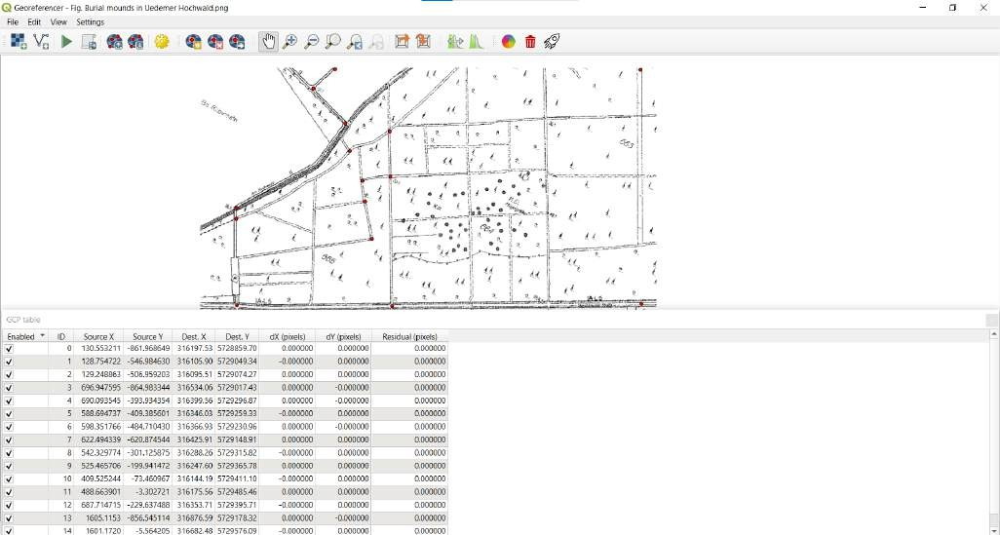 Georeferencer - Fig. Burial mounds in Uedemer Hochwald.png
File Edit View Settings
GCP table
Enabled ID Source X Source Y Dest. X Dest. Y dX (pixels) dY (pixels) Residual (pixels)
0 130.553211 -861.968649 316197.53 5728859.70 0.000000 0.000000 0.000000
1 128.754722 -546.984630 316105.90 5729049.34 -0.000000 0.000000 0.000000
2 129.248863 -506.959203 316095.51 5729074.27 -0.000000 0.000000 0.000000
3 696.947595 -864.983344 316534.06 5729017.43 -0.000000 -0.000000 0.000000
4 690.093545 -393.934354 316399.56 5729296.87 -0.000000 0.000000 0.000000
5 588.694737 -409.385601 316346.03 5729259.33 -0.000000 0.000000 0.000000
6 598.351766 -484.710430 316366.93 5729230.96 0.000000 -0.000000 0.000000
7 622.494339 -620.874544 316425.91 5729148.91 0.000000 0.000000 0.000000
8 542.329774 -301.125875 316288.26 5729315.82 -0.000000 0.000000 0.000000
9 525.465706 -199.941472 316247.60 5729365.78 0.000000 0.000000 0.000000
10 409.525244 -73.460967 316144.19 5729411.10 -0.000000 0.000000 0.000000
11 488.663901 -3.302721 316175.56 5729485.46 0.000000 0.000000 0.000000
12 687.714715 -229.637488 316353.71 5729395.71 -0.000000 0.000000 0.000000
13 1605.1153 -856.545114 316876.59 5729178.32 0.000000 -0.000000 0.000000
14 1601.1720 -5.564205 316682.48 5729576.09 -0.000000 0.000000 0.000000